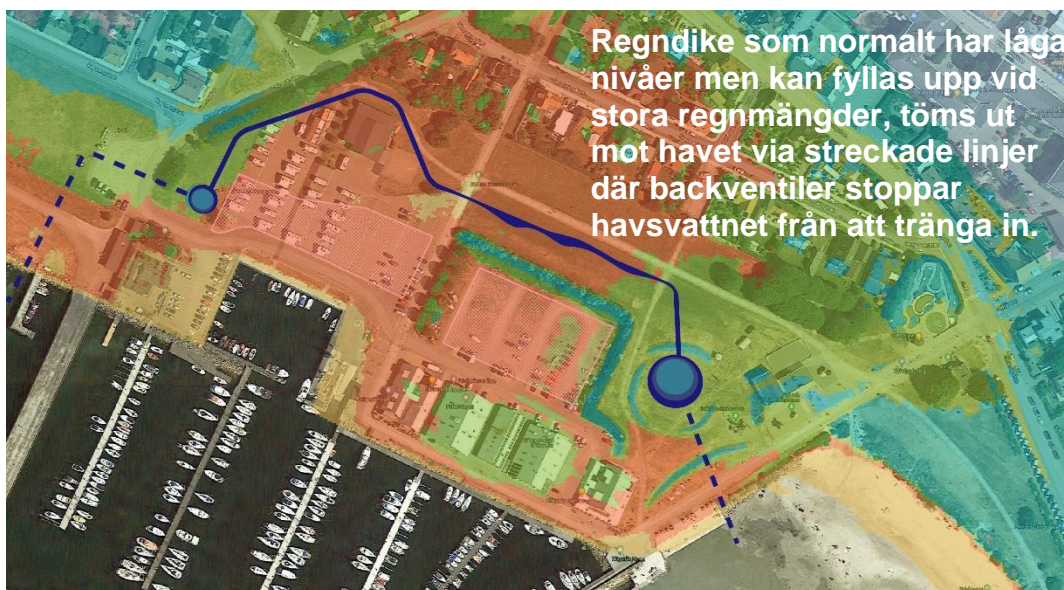 Regndike som normalt har låga
nivåer men kan fyllas upp vid
stora regnmängder, töms ut
mot havet via streckade linjer
där backventiler stoppar
havsvattnet från att tränga in.